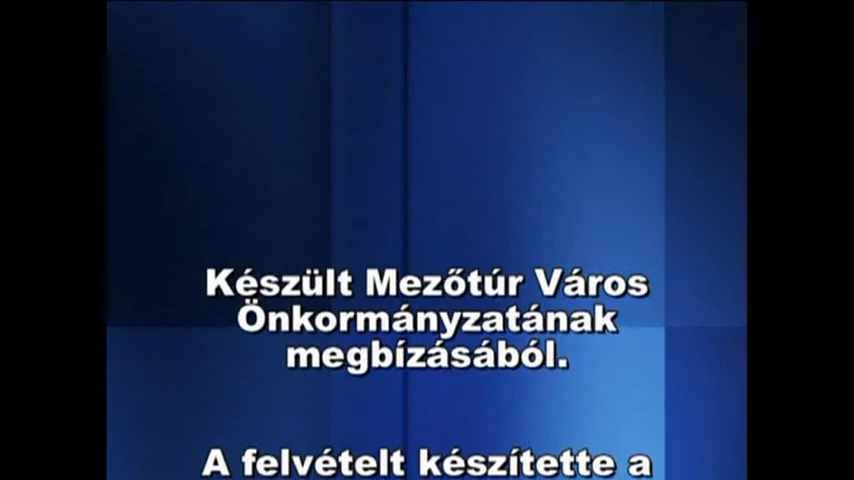 Készült Mezőtúr Város
Önkormányzatának
megbízásából.
A felvételt készítette a